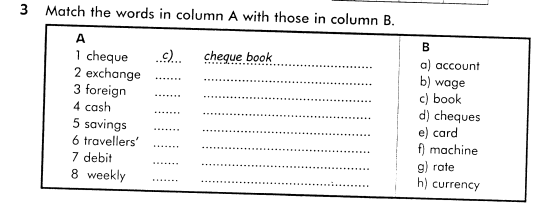 3 Match the words in column A with those in column B.
A
1 cheque ...c)... cheque book ..............................
2 exchange ....... ..............................
3 foreign ....... ..............................
4 cash ....... ..............................
5 savings ....... ..............................
6 travellers' ....... ..............................
7 debit ....... ..............................
8 weekly ....... ..............................
B
a) account
b) wage
c) book
d) cheques
e) card
f) machine
g) rate
h) currency